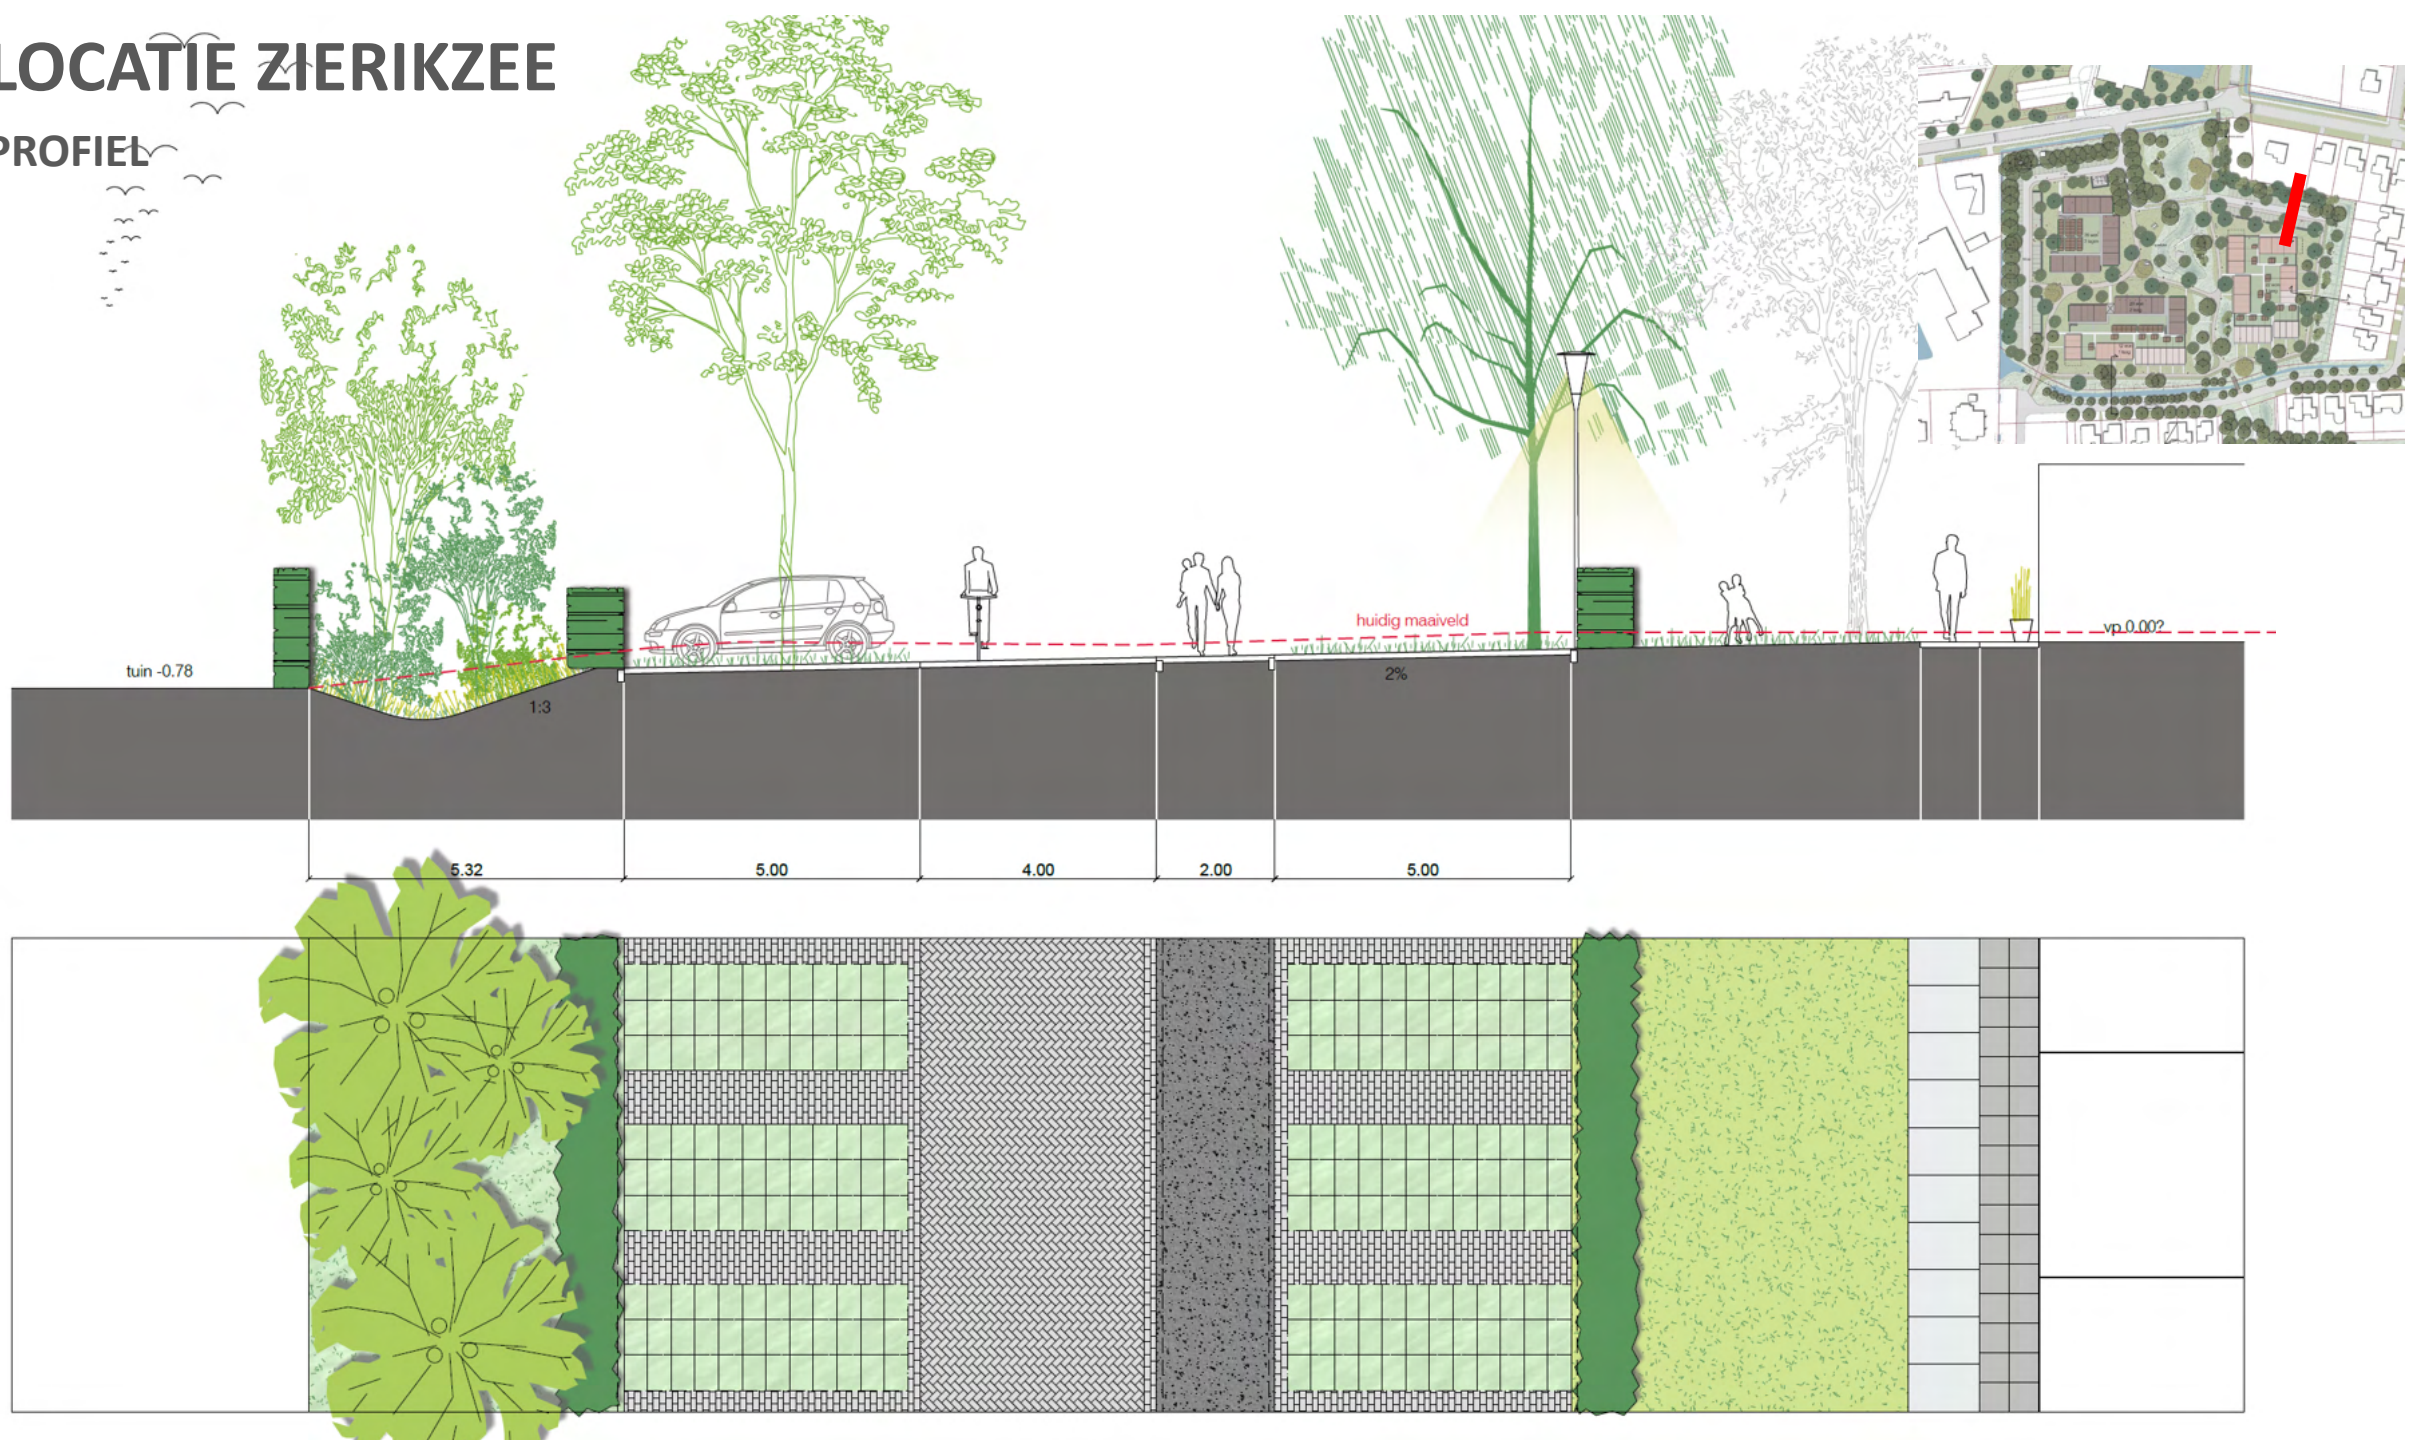 LOCATIE ZIERIKZEE
PROFIEL
huidig maaiveld
vp 0.00?
tuin -0.78
2%
1:3
5.32
5.00
4.00
2.00
5.00